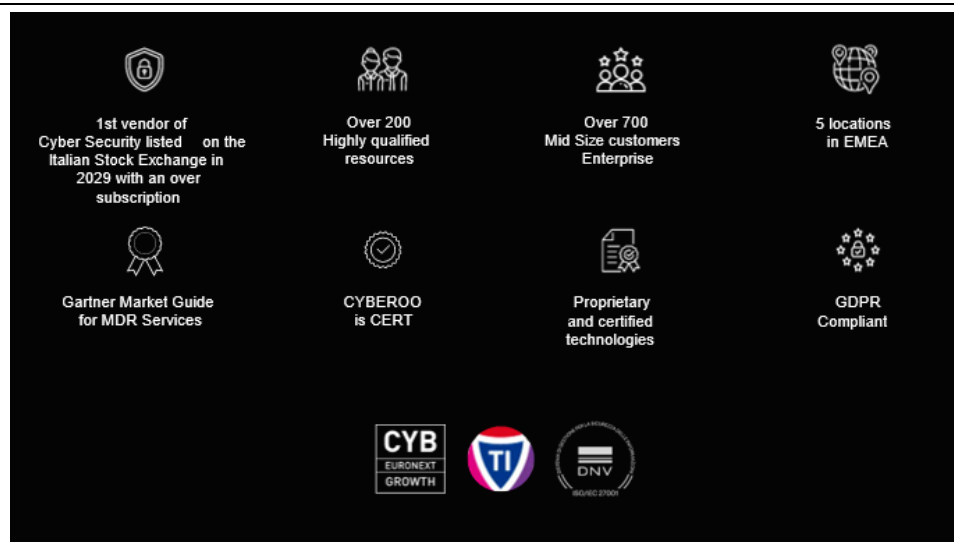 1st vendor of
Cyber Security listed on the
Italian Stock Exchange in
2029 with an over
subscription
Over 200
Highly qualified
resources
Over 700
Mid Size customers
Enterprise
5 locations
in EMEA
Gartner Market Guide
for MDR Services
CYBEROO
is CERT
Proprietary
and certified
technologies
GDPR
Compliant
CYB
EURONEXT
GROWTH
TI
DNV
ISO/IEC 27001